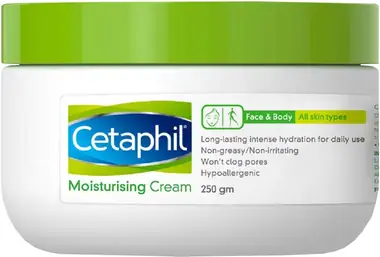 Face & Body All skin types
Cetaphil®
Long-lasting intense hydration for daily use
Non-greasy/Non-irritating
Won't clog pores
Hypoallergenic
Moisturising Cream
250 gm